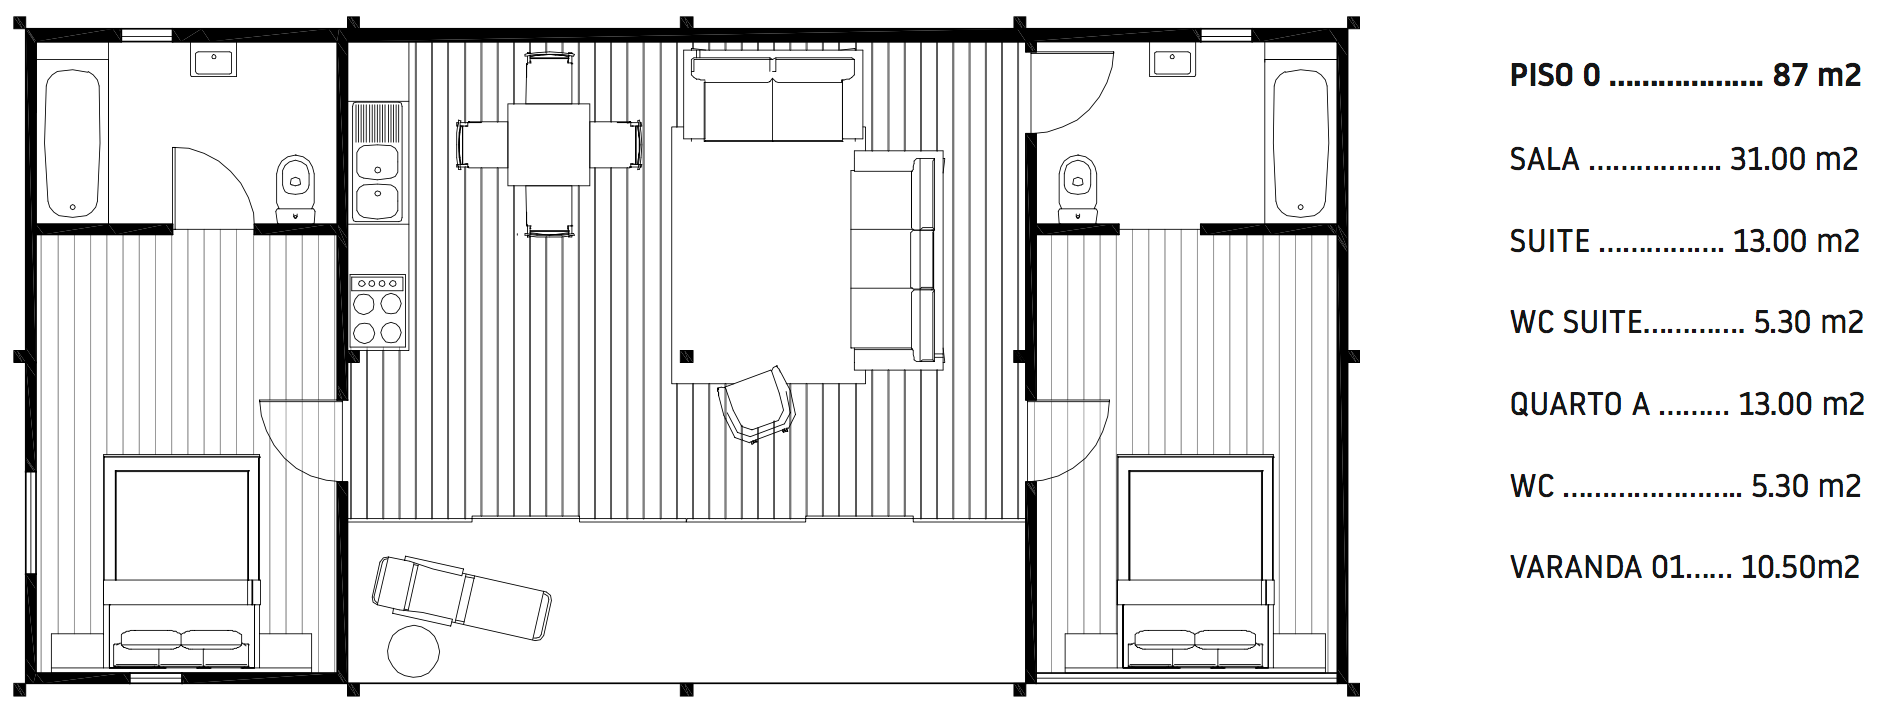 PISO 0 ................... 87 m2
SALA ................. 31.00 m2
SUITE ................ 13.00 m2
WC SUITE............. 5.30 m2
QUARTO A ......... 13.00 m2
WC ....................... 5.30 m2
VARANDA 01...... 10.50m2